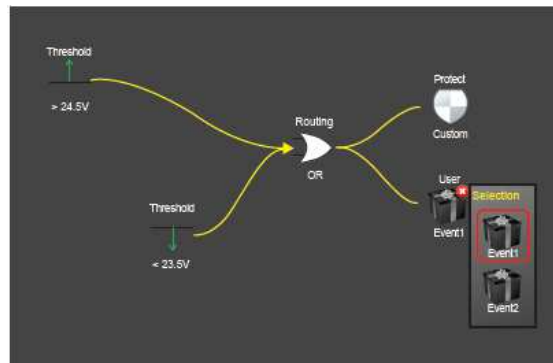 Threshold
> 24.5V
Routing
OR
Protect
Custom
Threshold
< 23.5V
User
Event1
Selection
Event1
Event2